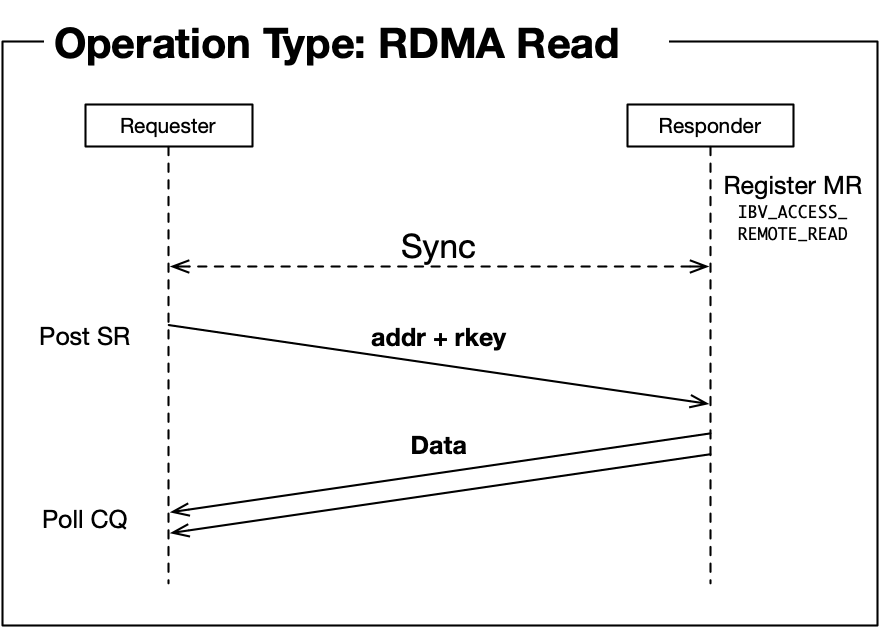 Operation Type: RDMA Read
Requester
Responder
Register MR
IBV_ACCESS_
REMOTE_READ
Sync
Post SR
addr + rkey
Data
Poll CQ